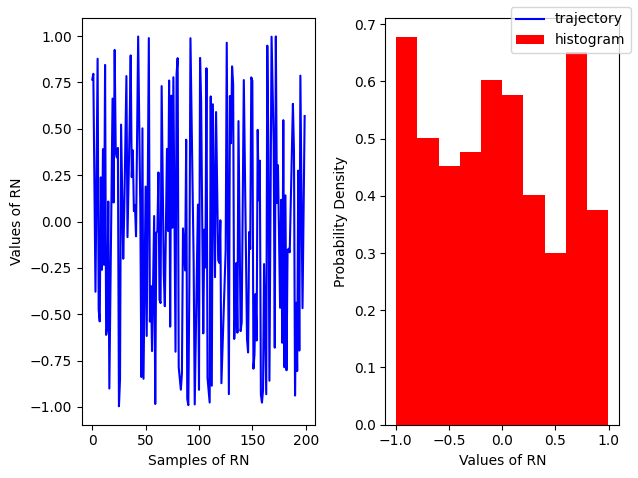 trajectory
histogram
1.00
0.75
0.50
0.25
0.00
−0.25
−0.50
−0.75
−1.00
Values of RN
0 50 100 150 200
Samples of RN
0.7
0.6
0.5
0.4
0.3
0.2
0.1
0.0
Probability Density
−1.0 −0.5 0.0 0.5 1.0
Values of RN